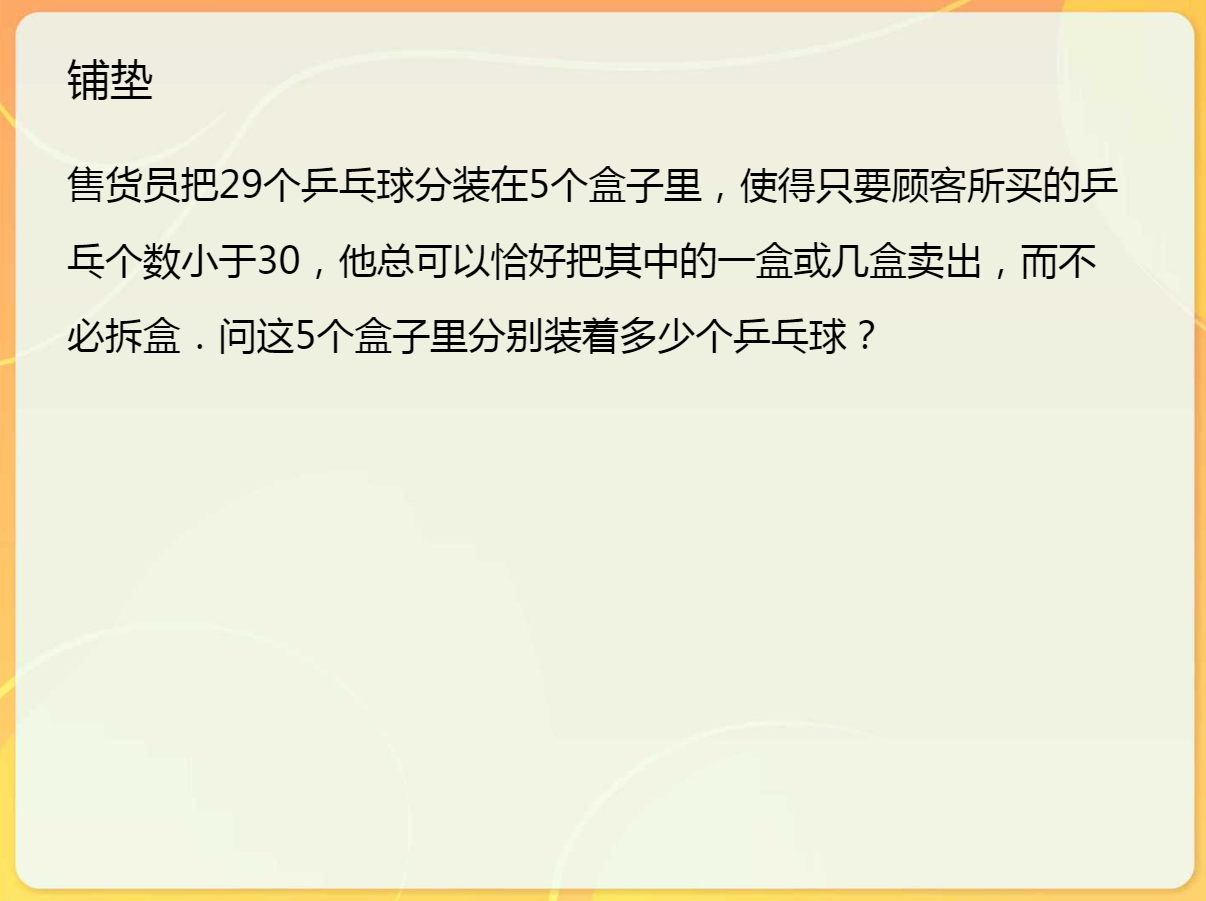 铺垫
售货员把29个乒乓球分装在5个盒子里，使得只要顾客所买的乒
乓个数小于30，他总可以恰好把其中的一盒或几盒卖出，而不
必拆盒．问这5个盒子里分别装着多少个乒乓球？